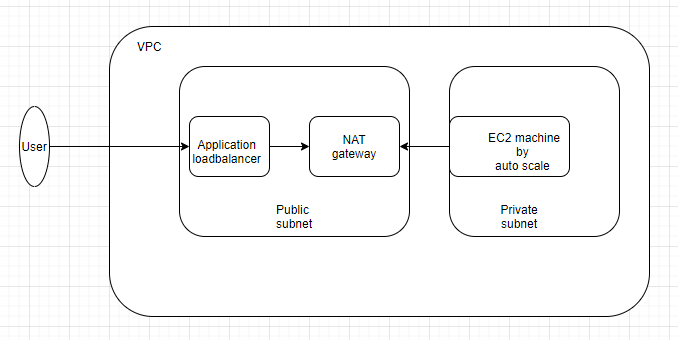 VPC
User
Application
loadbalancer
NAT
gateway
EC2 machine
by
auto scale
Public
subnet
Private
subnet